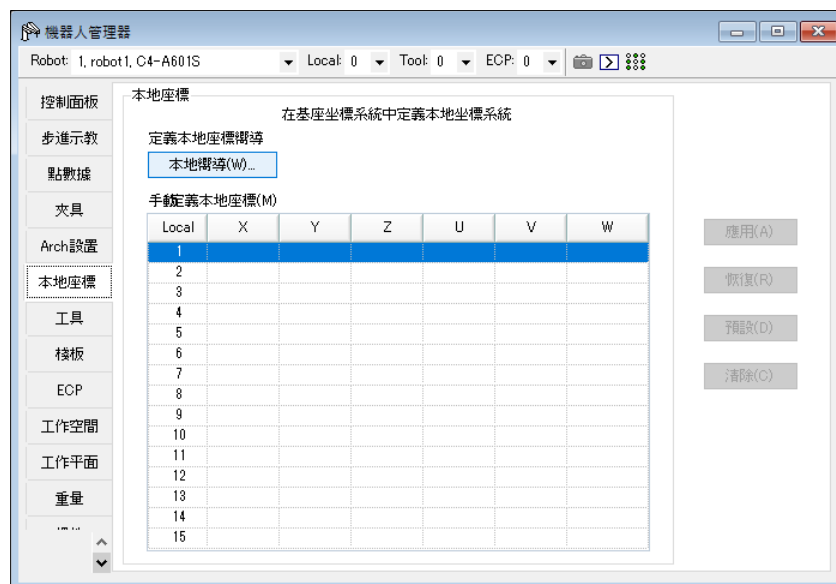 機器人管理器
Robot: 1, robot1, C4-A601S Local: 0 Tool: 0 ECP: 0
控制面板
步進示教
點數據
夾具
Arch設置
本地座標
工具
棧板
ECP
工作空間
工作平面
重量
本地座標
在基座坐標系統中定義本地坐標系統
定義本地座標嚮導
本地嚮導(W)...
手動定義本地座標(M)
Local X Y Z U V W
1
2
3
4
5
6
7
8
9
10
11
12
13
14
15
應用(A)
恢復(R)
預設(D)
清除(C)